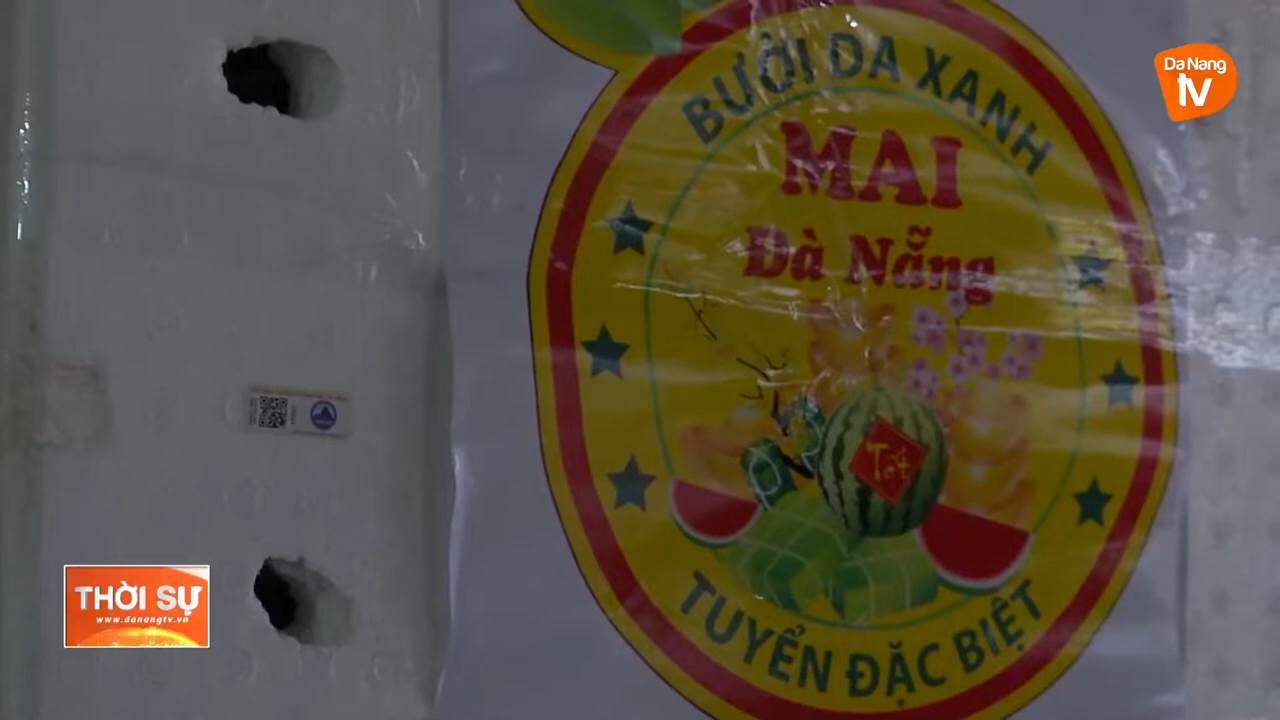 Da Nang
tv
BƯỞI DA XANH
MAI
Đà Nẵng
Tết
TUYỂN ĐẶC BIỆT
THỜI SỰ
www.danangtv.vn